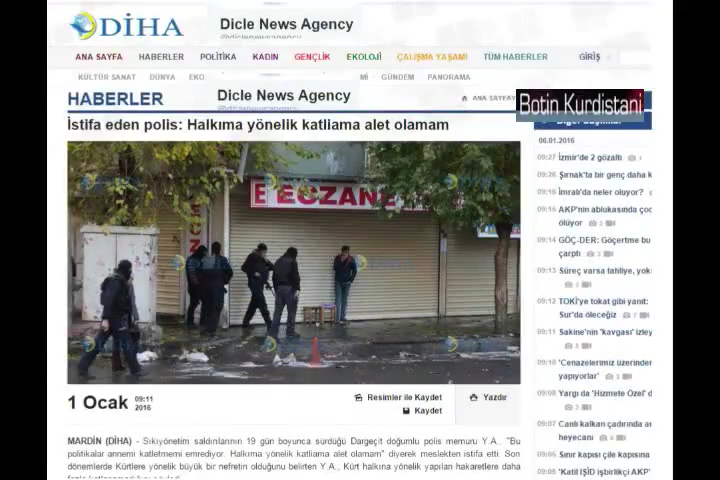 DİHA
Dicle News Agency
@diclenewsagency
ANA SAYFA HABERLER POLİTİKA KADIN GENÇLİK EKOLOJİ ÇALIŞMA YAŞAMI TÜM HABERLER GİRİŞ
KÜLTÜR SANAT DÜNYA EKO Mİ GÜNDEM PANORAMA
HABERLER
Dicle News Agency
ANA SAYFAY
Botin Kurdistani
İstifa eden polis: Halkıma yönelik katliama alet olamam
06.01.2016
09:27 İzmir'de 2 gözaltı
09:26 Şırnak'ta bir genç daha k
09:16 İmralı'da neler oluyor?
09:15 AKP'nin ablukasında çoc
ölüyor
09:14 GÖÇ-DER: Göçertme bu
çarptı
09:13 Süreç varsa tahliye, yoks
09:12 TOKİ'ye tokat gibi yanıt:
Sur'da öleceğiz
09:11 Sakine'nin 'kavgası' izley
09:10 'Cenazelerimiz üzerinden
yapıyorlar'
09:08 Yargı da 'Hizmete Özel' d
09:07 Canlı kalkan çadırında ar
heyecanı
09:06 Sınır kapısı çile kapısına
09:05 'Katil IŞİD işbirlikçi AKP'
E ECZANE
1 Ocak 09:11
2016
Resimler ile Kaydet
Kaydet
Yazdır
MARDİN (DİHA) - Sıkıyönetim saldırılarının 19 gün boyunca sürdüğü Dargeçit doğumlu polis memuru Y.A., "Bu
politikalar annemi katletmemi emrediyor. Halkıma yönelik katliama alet olamam" diyerek meslekten istifa etti. Son
dönemlerde Kürtlere yönelik büyük bir nefretin olduğunu belirten Y.A., Kürt halkına yönelik yapılan hakaretlere daha